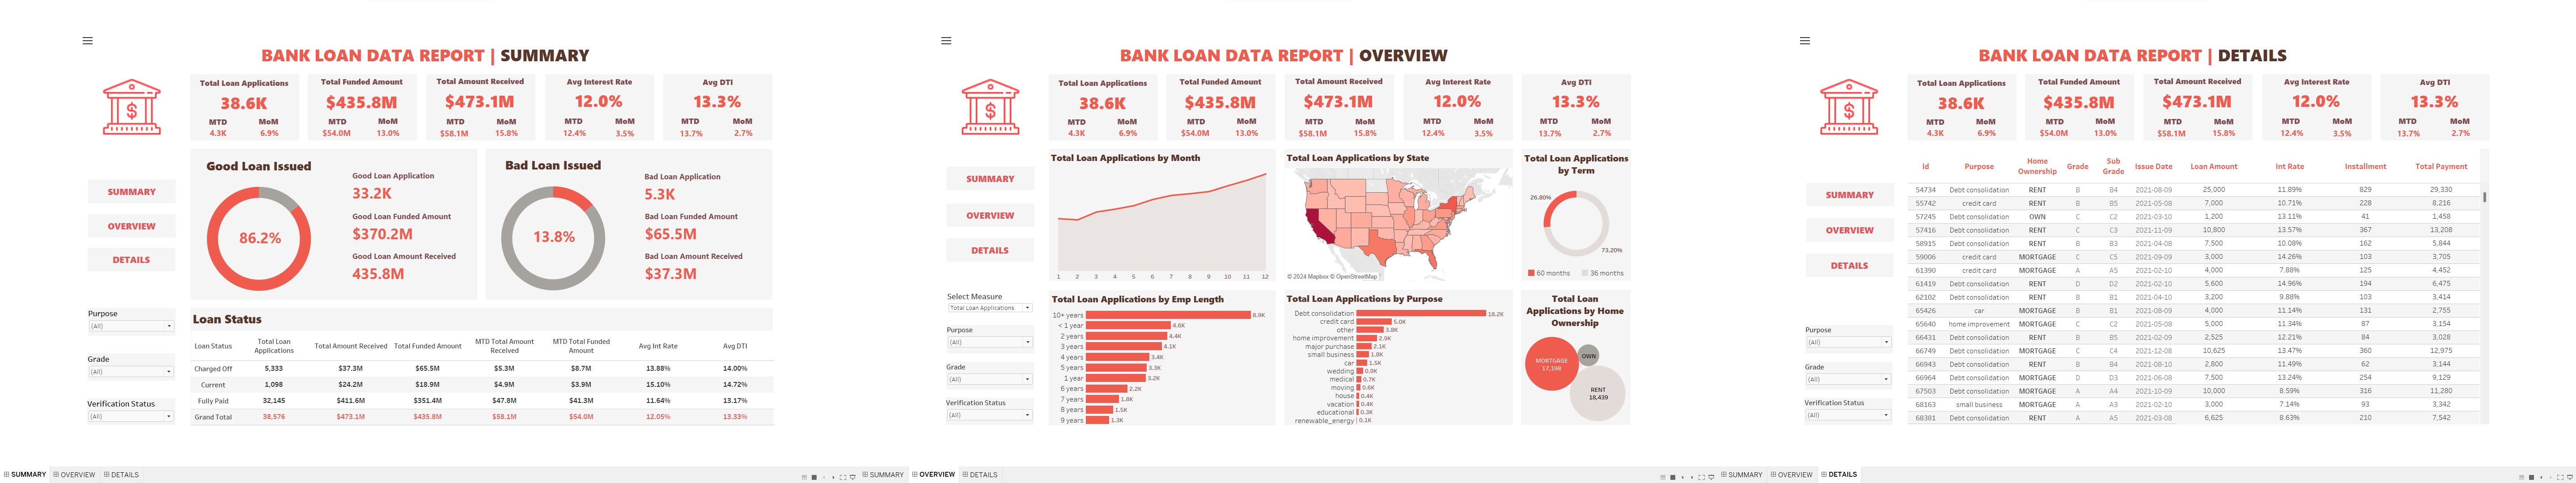 BANK LOAN DATA REPORT | SUMMARY
Total Loan Applications
38.6K
MTD MoM
4.3K 6.9%
Total Funded Amount
$435.8M
MTD MoM
$54.0M 13.0%
Total Amount Received
$473.1M
MTD MoM
$58.1M 15.8%
Avg Interest Rate
12.0%
MTD MoM
12.4% 3.5%
Avg DTI
13.3%
MTD MoM
13.7% 2.7%
SUMMARY
OVERVIEW
DETAILS
Purpose
(All)
Grade
(All)
Verification Status
(All)
Good Loan Issued
86.2%
Good Loan Application
33.2K
Good Loan Funded Amount
$370.2M
Good Loan Amount Received
435.8M
Bad Loan Issued
13.8%
Bad Loan Application
5.3K
Bad Loan Funded Amount
$65.5M
Bad Loan Amount Received
$37.3M
Loan Status
Loan Status Total Loan Applications Total Amount Received Total Funded Amount MTD Total Amount Received MTD Total Funded Amount Avg Int Rate Avg DTI
Charged Off 5,333 $37.3M $65.5M $5.3M $8.7M 13.88% 14.00%
Current 1,098 $24.2M $18.9M $4.9M $3.9M 15.10% 14.72%
Fully Paid 32,145 $411.6M $351.4M $47.8M $41.3M 11.64% 13.17%
Grand Total 38,576 $473.1M $435.8M $58.1M $54.0M 12.05% 13.33%
SUMMARY OVERVIEW DETAILS
BANK LOAN DATA REPORT | OVERVIEW
Total Loan Applications
38.6K
MTD MoM
4.3K 6.9%
Total Funded Amount
$435.8M
MTD MoM
$54.0M 13.0%
Total Amount Received
$473.1M
MTD MoM
$58.1M 15.8%
Avg Interest Rate
12.0%
MTD MoM
12.4% 3.5%
Avg DTI
13.3%
MTD MoM
13.7% 2.7%
SUMMARY
OVERVIEW
DETAILS
Select Measure
Total Loan Applications
Purpose
(All)
Grade
(All)
Verification Status
(All)
Total Loan Applications by Month
1 2 3 4 5 6 7 8 9 10 11 12
Total Loan Applications by State
© 2024 Mapbox © OpenStreetMap
Total Loan Applications
by Term
26.80%
73.20%
60 months 36 months
Total Loan Applications by Emp Length
10+ years 8.9K
< 1 year 4.6K
2 years 4.4K
3 years 4.1K
4 years 3.4K
5 years 3.3K
1 year 3.2K
6 years 2.2K
7 years 1.8K
8 years 1.5K
9 years 1.3K
Total Loan Applications by Purpose
Debt consolidation 18.2K
credit card 5.0K
other 3.8K
home improvement 2.9K
major purchase 2.1K
small business 1.8K
car 1.5K
wedding 0.9K
medical 0.7K
moving 0.6K
house 0.4K
vacation 0.4K
educational 0.3K
renewable_energy 0.1K
Total Loan
Applications by Home
Ownership
MORTGAGE
17,198
OWN
RENT
18,439
SUMMARY OVERVIEW DETAILS
BANK LOAN DATA REPORT | DETAILS
Total Loan Applications
38.6K
MTD MoM
4.3K 6.9%
Total Funded Amount
$435.8M
MTD MoM
$54.0M 13.0%
Total Amount Received
$473.1M
MTD MoM
$58.1M 15.8%
Avg Interest Rate
12.0%
MTD MoM
12.4% 3.5%
Avg DTI
13.3%
MTD MoM
13.7% 2.7%
SUMMARY
OVERVIEW
DETAILS
Purpose
(All)
Grade
(All)
Verification Status
(All)
Id Purpose Home Ownership Grade Sub Grade Issue Date Loan Amount Int Rate Installment Total Payment
54734 Debt consolidation RENT B B4 2021-08-09 25,000 11.89% 829 29,330
55742 credit card RENT B B5 2021-05-08 7,000 10.71% 228 8,216
57245 Debt consolidation OWN C C2 2021-03-10 1,200 13.11% 41 1,458
57416 Debt consolidation RENT C C3 2021-11-09 10,800 13.57% 367 13,208
58915 Debt consolidation RENT B B3 2021-04-08 7,500 10.08% 162 5,844
59006 credit card MORTGAGE C C5 2021-09-09 3,000 14.26% 103 3,705
61390 credit card MORTGAGE A A5 2021-02-10 4,000 7.88% 125 4,452
61419 Debt consolidation RENT D D2 2021-02-10 5,600 14.96% 194 6,475
62102 Debt consolidation RENT B B1 2021-04-10 3,200 9.88% 103 3,414
65426 car MORTGAGE B B1 2021-08-09 4,000 11.14% 131 2,755
65640 home improvement MORTGAGE C C2 2021-05-08 5,000 11.34% 87 3,154
66431 Debt consolidation RENT B B5 2021-02-09 2,525 12.21% 84 3,028
66749 Debt consolidation MORTGAGE C C4 2021-12-08 10,625 13.47% 360 12,975
66943 Debt consolidation RENT B B4 2021-08-10 2,800 11.49% 62 3,144
66964 Debt consolidation MORTGAGE D D3 2021-06-08 7,500 13.24% 254 9,129
67503 Debt consolidation MORTGAGE A A4 2021-10-09 10,000 8.59% 316 11,280
68163 small business MORTGAGE A A3 2021-02-10 3,000 7.14% 93 3,342
68381 Debt consolidation RENT A A5 2021-03-08 6,625 8.63% 210 7,542
SUMMARY OVERVIEW DETAILS